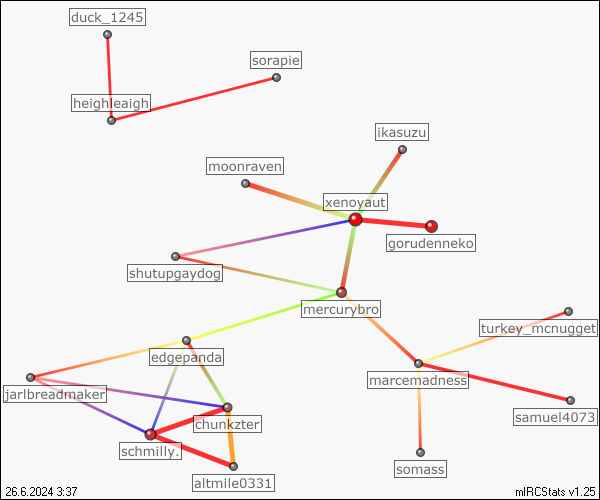 duck_1245
sorapie
heighleaigh
ikasuzu
moonraven
xenoyaut
gorudenneko
shutupgaydog
mercurybro
turkey_mcnugget
edgepanda
marcemadness
jarlbreadmaker
samuel4073
chunkzter
schmilly.
somass
altmile0331
26.6.2024 3:37
mIRCStats v1.25